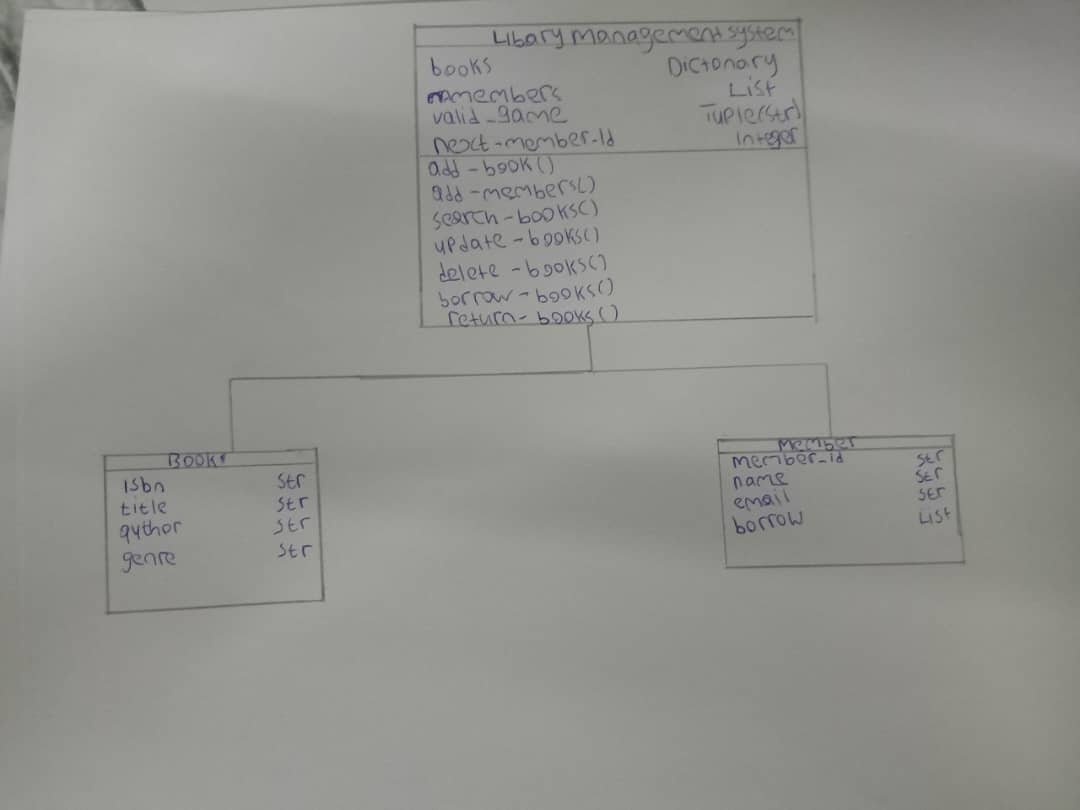 Libary management system
books Dictonary
members List
valid_game Tuple(str)
next-member-Id Integer
add-book()
add-members()
search-books()
update-books()
delete-books()
borrow-books()
return-books()
Books
isbn str
title str
author str
genre str
Member
member_id str
name str
email str
borrow List